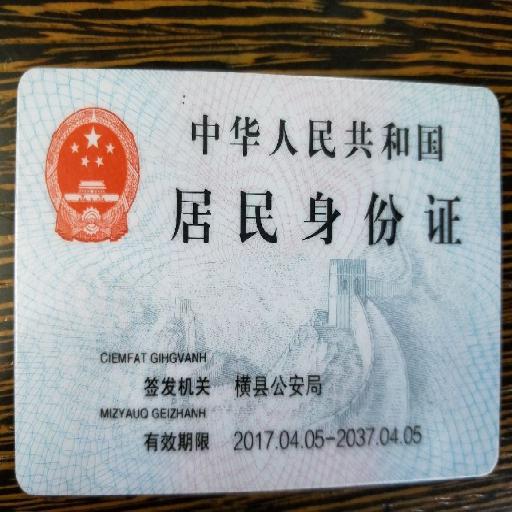 中华人民共和国
居民身份证
CIEMFAT GIHGVANH
签发机关 横县公安局
MIZYAUQ GEIZHANH
有效期限 2017.04.05-2037.04.05